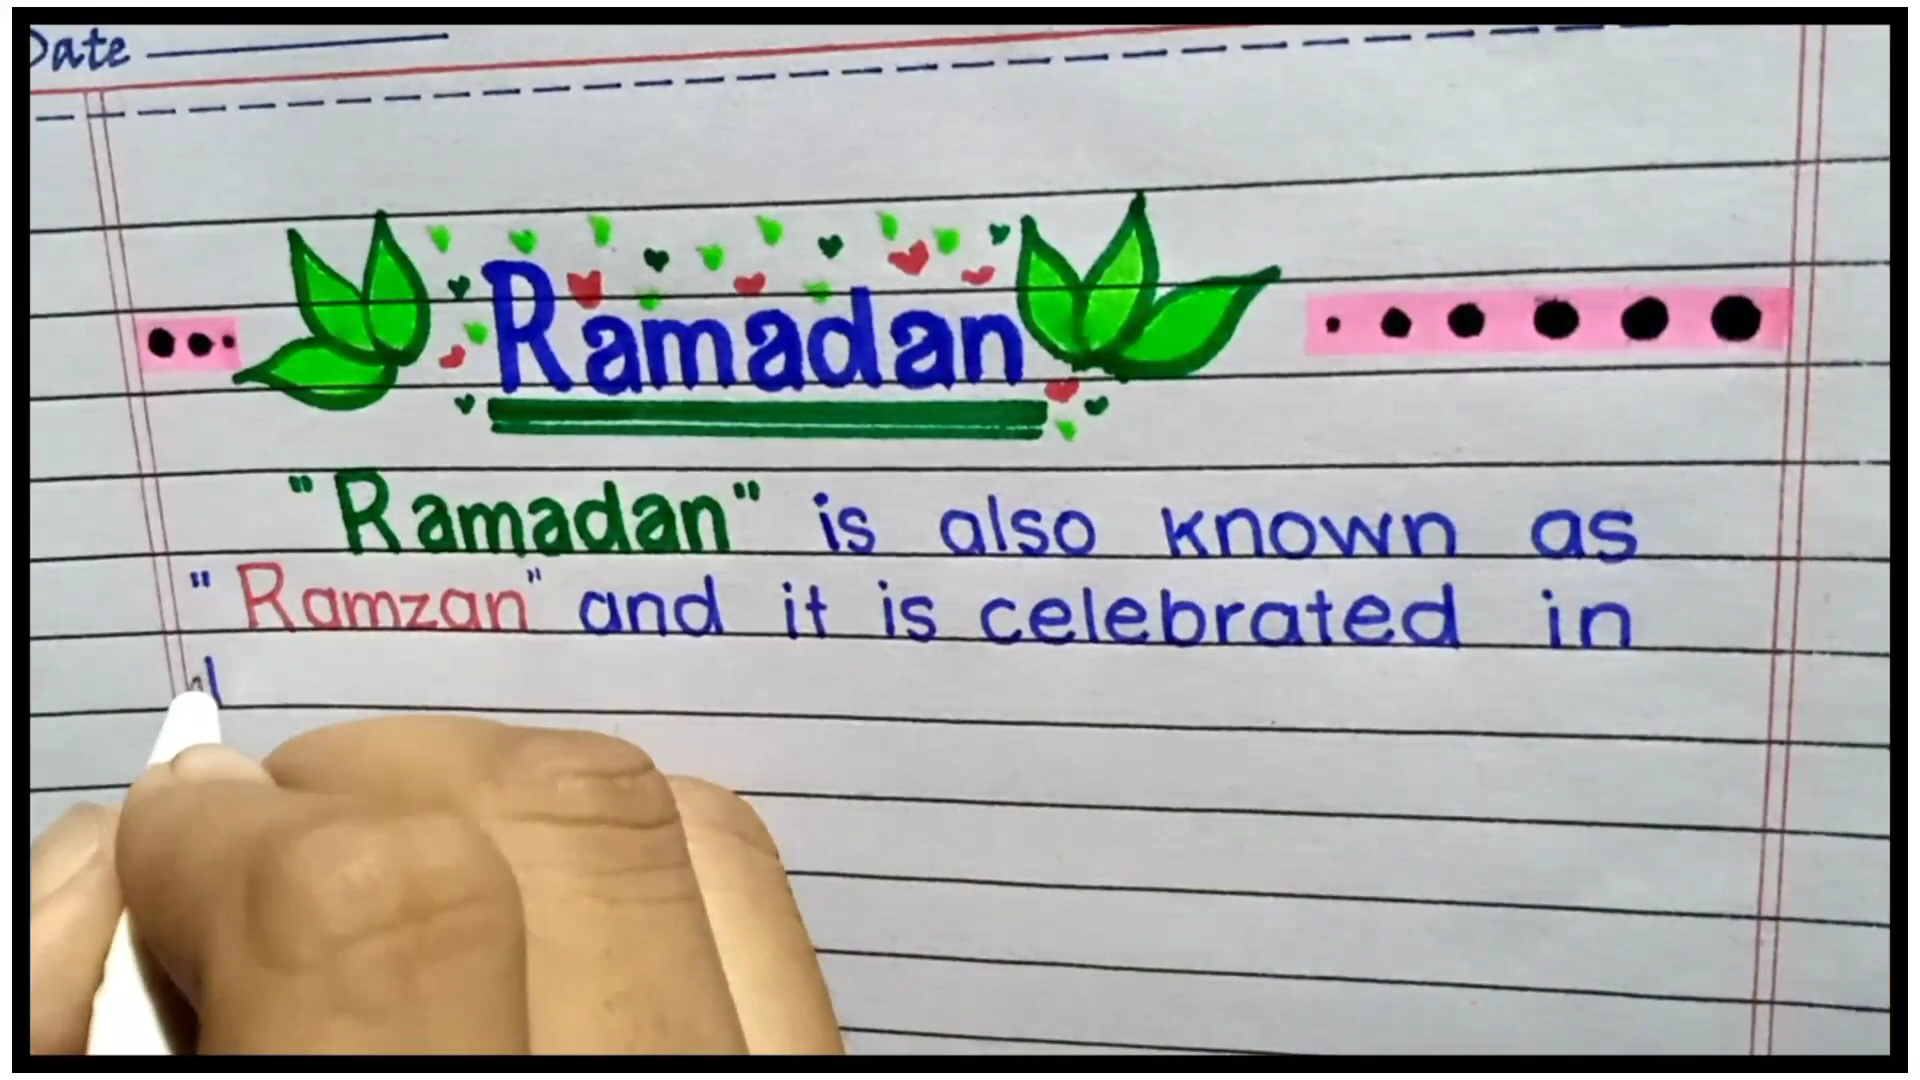 Date
Ramadan
"Ramadan" is also known as
"Ramzan" and it is celebrated in